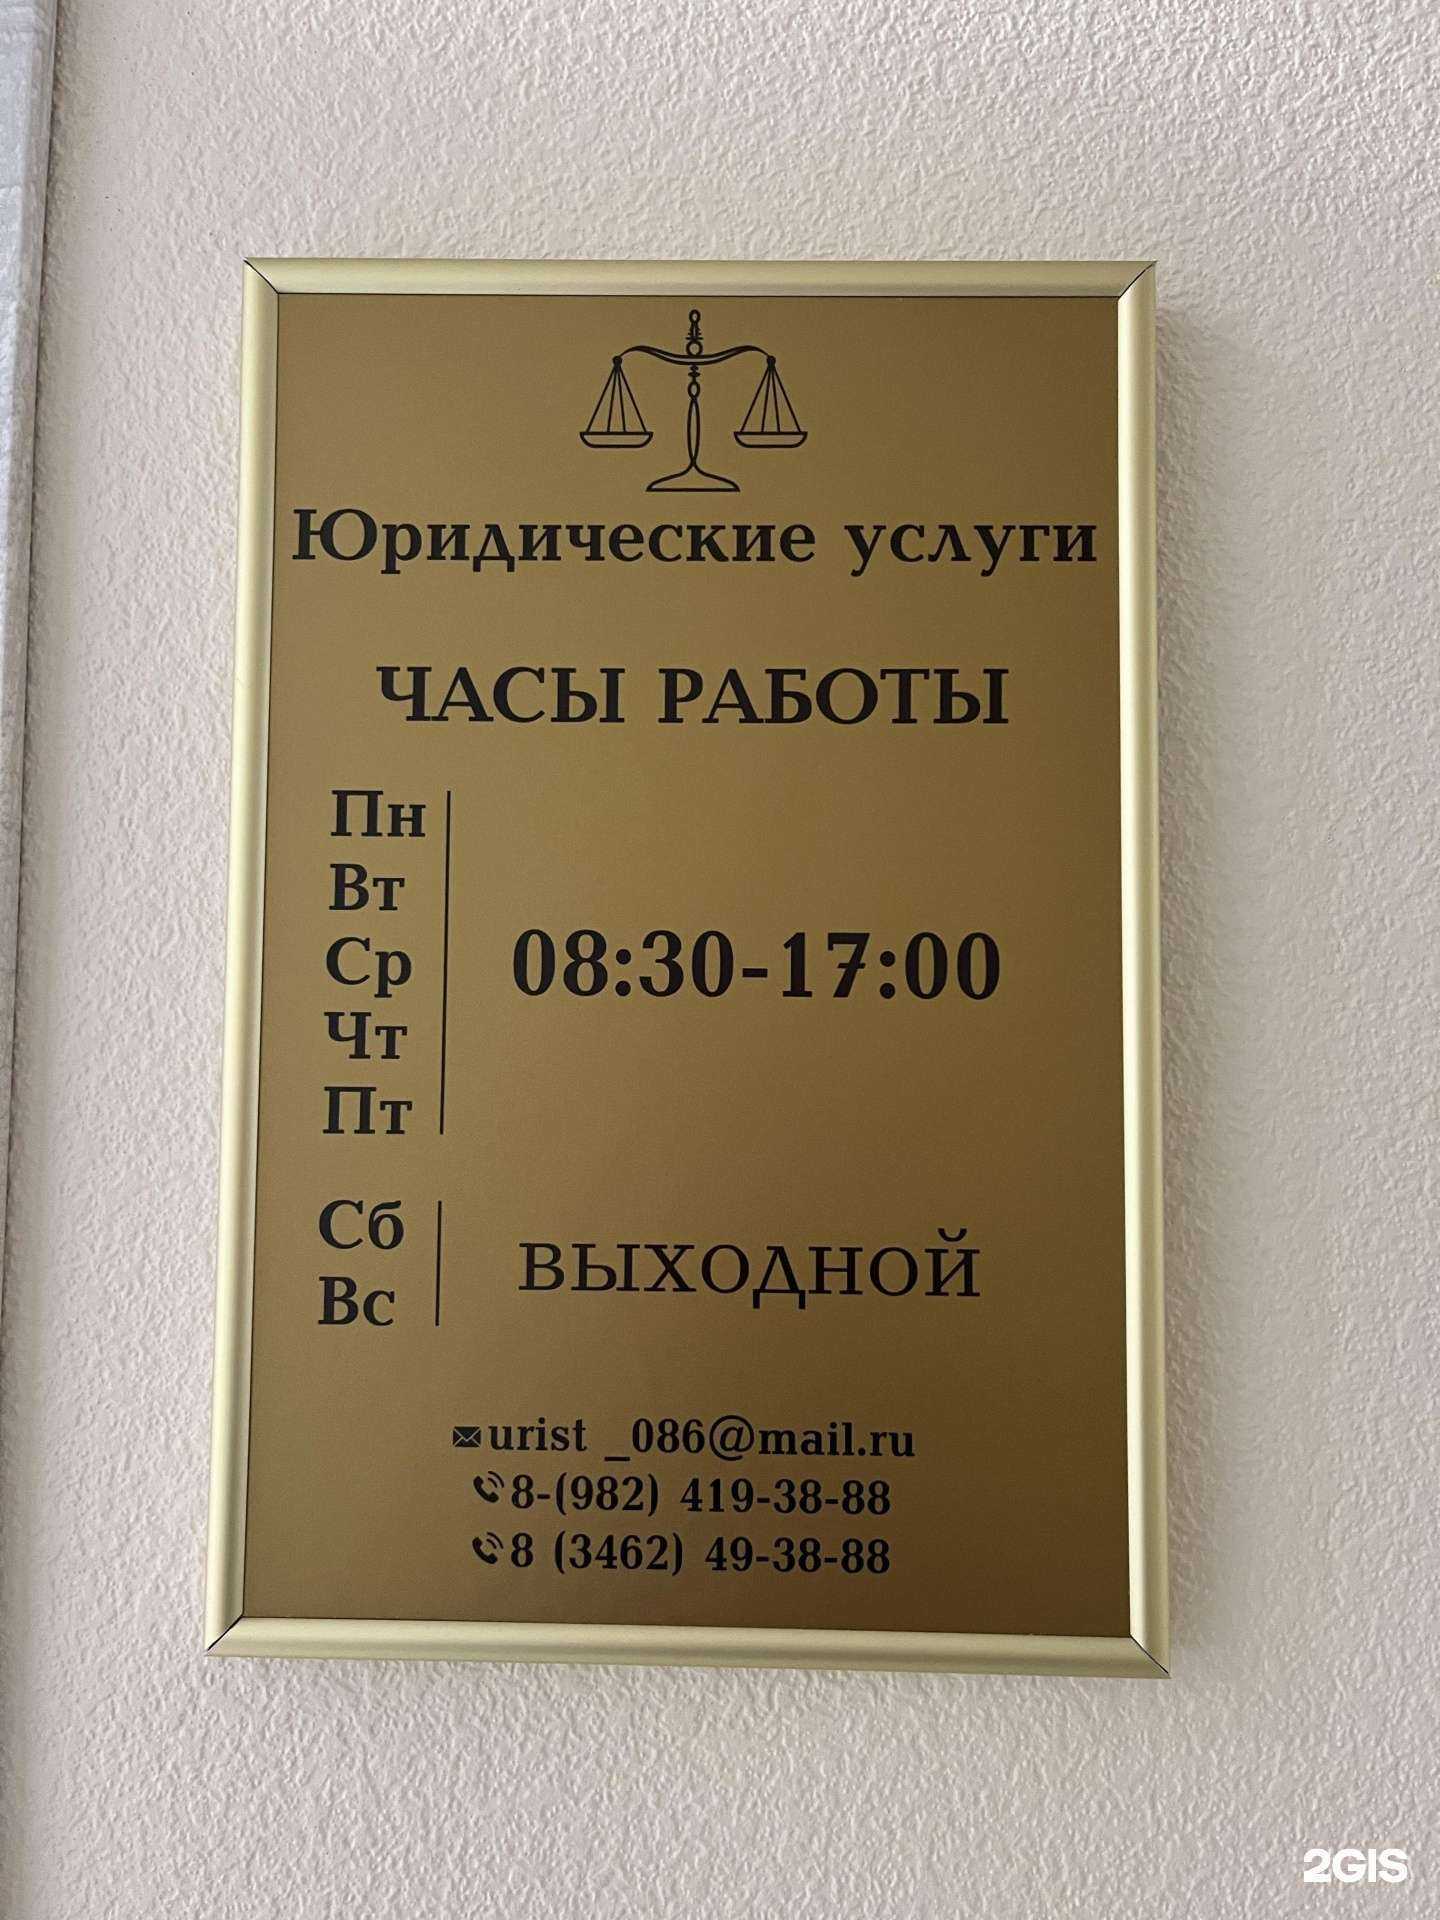 Юридические услуги
ЧАСЫ РАБОТЫ
Пн
Вт
Ср
Чт
Пт
08:30-17:00
Сб
Вс
ВЫХОДНОЙ
urist _086@mail.ru
8-(982) 419-38-88
8 (3462) 49-38-88
2GIS